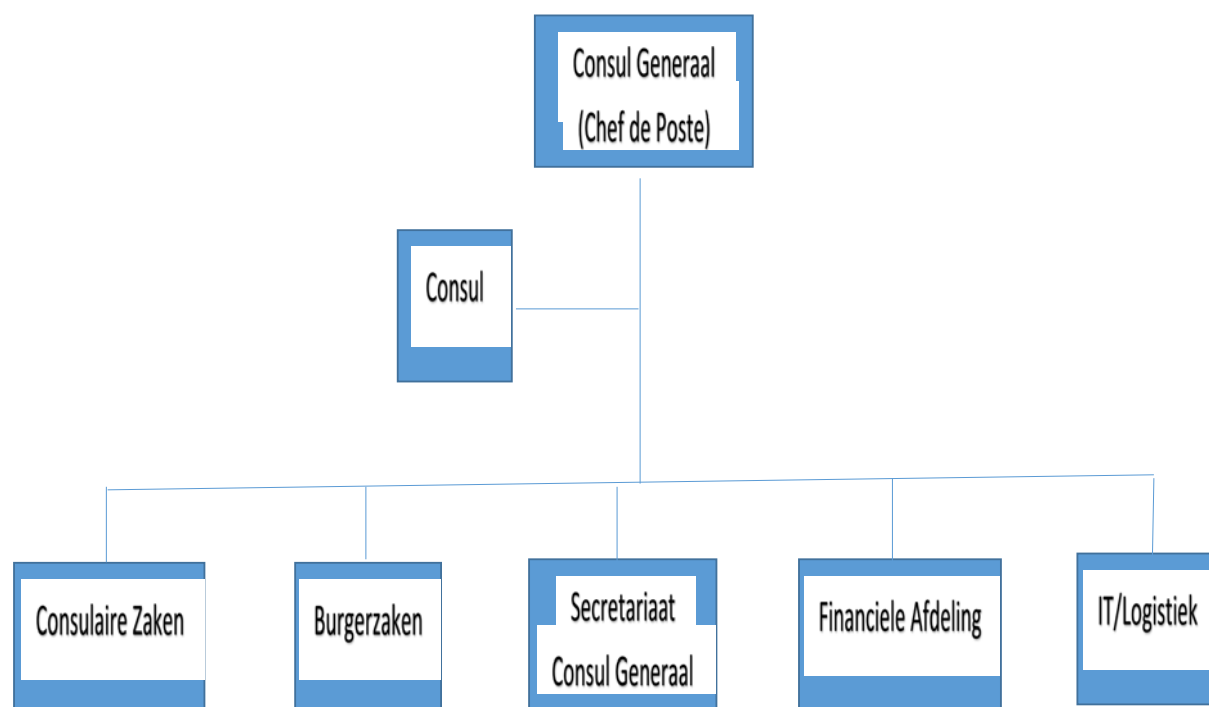 Consul Generaal
(Chef de Poste)
Consul
Consulaire Zaken
Burgerzaken
Secretariaat
Consul Generaal
Financiele Afdeling
IT/Logistiek